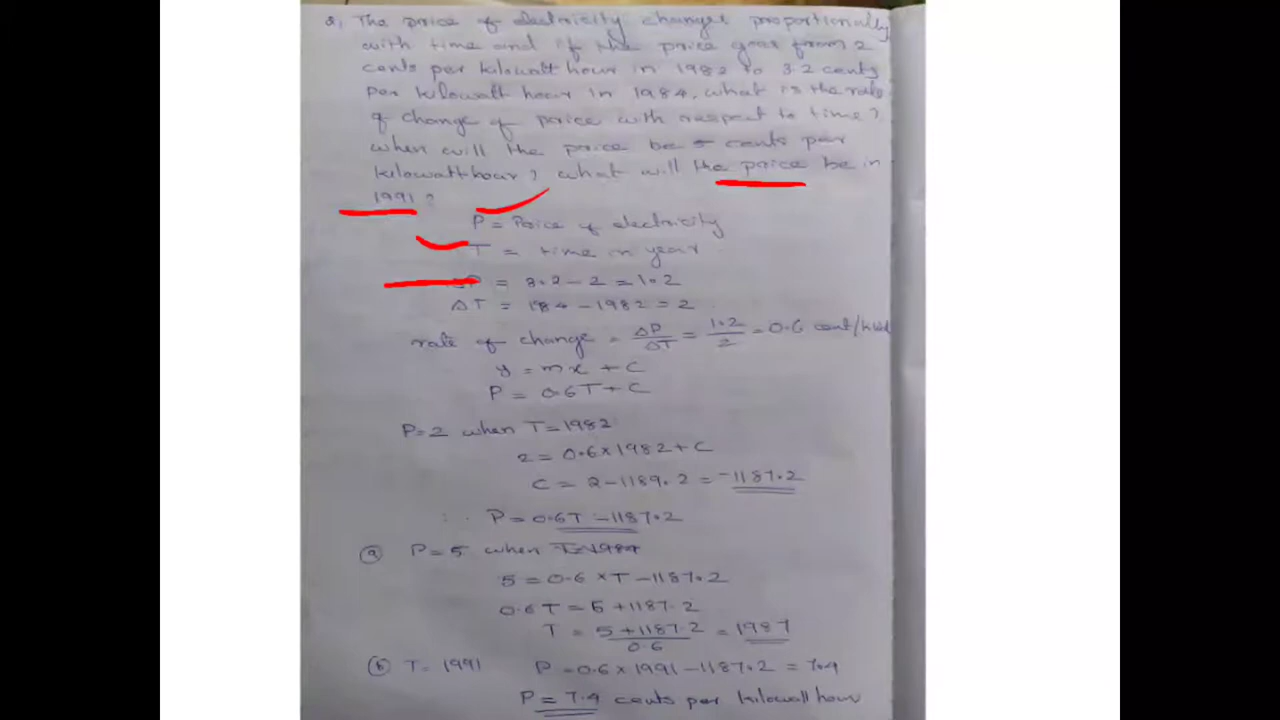 2, The price of electricity changes proportionally
with time and if the price goes from 2
cents per kilowatt hour in 1982 to 3.2 cents
per kilowatt hour in 1984, what is the rate
of change of price with respect to time?
when will the price be 5 cents per
kilowatt hour? what will the price be in
1991?
P = Price of electricity
T = time in year
ΔP = 3.2 - 2 = 1.2
ΔT = 184 - 1982 = 2
rate of change = ΔP/ΔT = 1.2/2 = 0.6 cent/
y = mx + C
P = 0.6T + C
P=2 when T=1982
2 = 0.6×1982 + C
C = 2 - 1189.2 = -1187.2
∴ P = 0.6T - 1187.2
(a) P = 5 when T=1984
5 = 0.6 × T - 1187.2
0.6T = 5 + 1187.2
T = 5 + 1187.2 / 0.6 = 1987
(b) T = 1991 P = 0.6 × 1991 - 1187.2 = 7.4
P = 7.4 cents per kilowatt hour